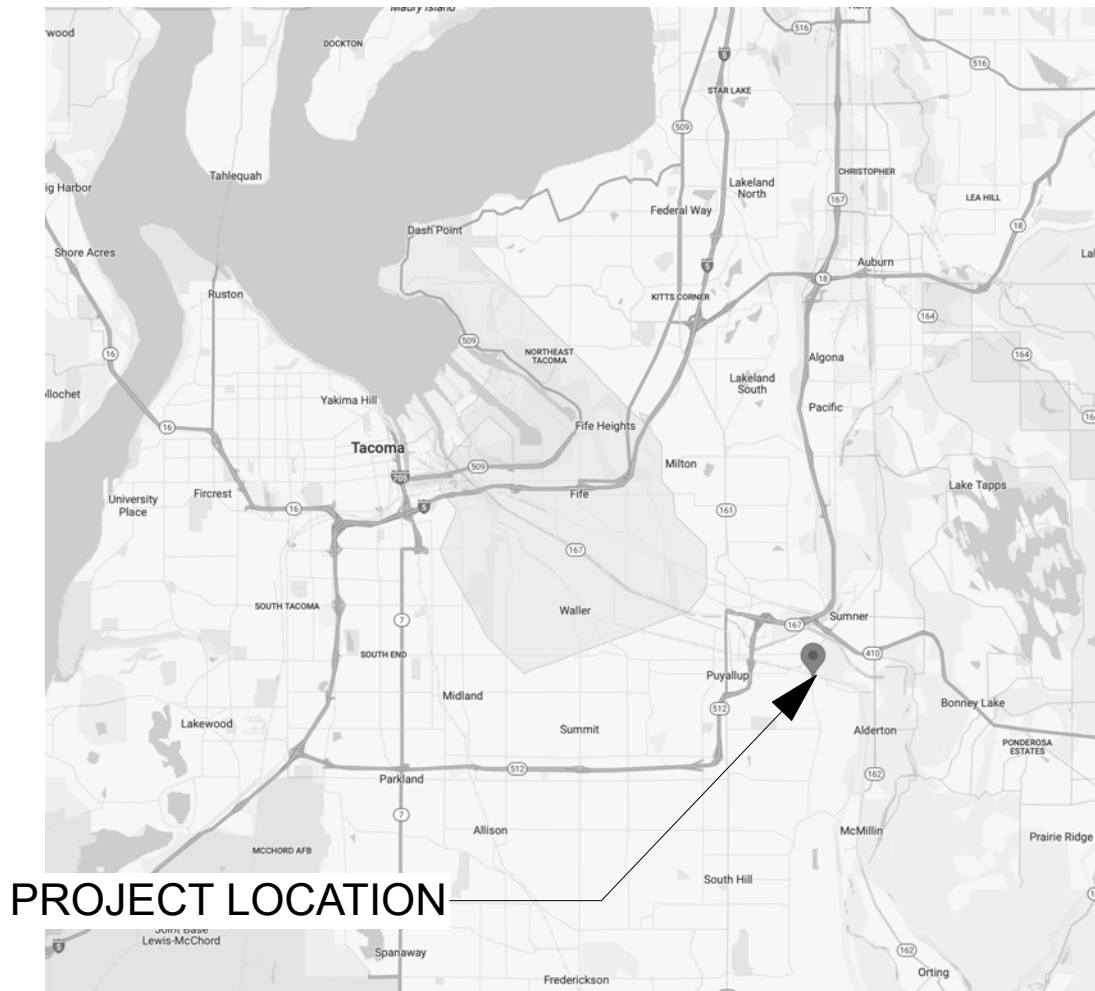 Maury Island
516
rwood
DOCKTON
5
516
STAR LAKE
509
Tahlequah
CHRISTOPHER
ig Harbor
Lakeland
North
167
LEA HILL
Federal Way
18
Dash Point
Shore Acres
Auburn
5
18
Ruston
KITTS CORNER
164
509
16
NORTHEAST
TACOMA
Algona
164
Lakeland
South
ollochet
Yakima Hill
Pacific
16
16
Fife Heights
Tacoma
509
Milton
705
Lake Tapps
University
Place
Fircrest
Fife
16
5
161
167
SOUTH TACOMA
Waller
Sumner
7
167
SOUTH END
410
Puyallup
Midland
Bonney Lake
512
Lakewood
Summit
Alderton
PONDEROSA
ESTATES
512
Parkland
162
7
Allison
McMillin
Prairie Ridge
MCCHORD AFB
South Hill
PROJECT LOCATION
Joint Base
Lewis-McChord
5
Spanaway
162
Frederickson
Orting